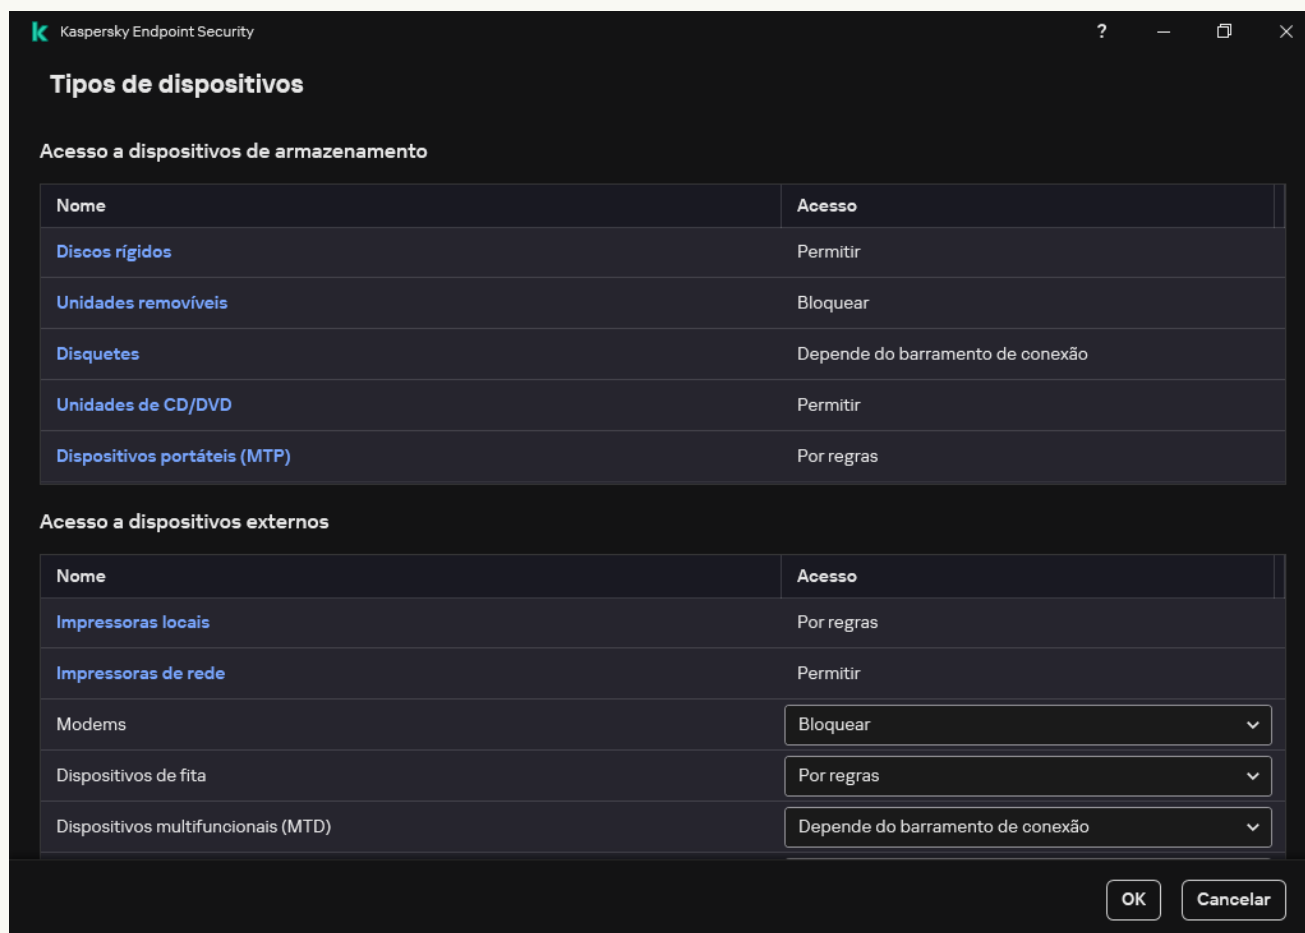 Kaspersky Endpoint Security ?
Tipos de dispositivos
Acesso a dispositivos de armazenamento
Nome Acesso
Discos rígidos Permitir
Unidades removíveis Bloquear
Disquetes Depende do barramento de conexão
Unidades de CD/DVD Permitir
Dispositivos portáteis (MTP) Por regras
Acesso a dispositivos externos
Nome Acesso
Impressoras locais Por regras
Impressoras de rede Permitir
Modems Bloquear
Dispositivos de fita Por regras
Dispositivos multifuncionais (MTD) Depende do barramento de conexão
OK Cancelar